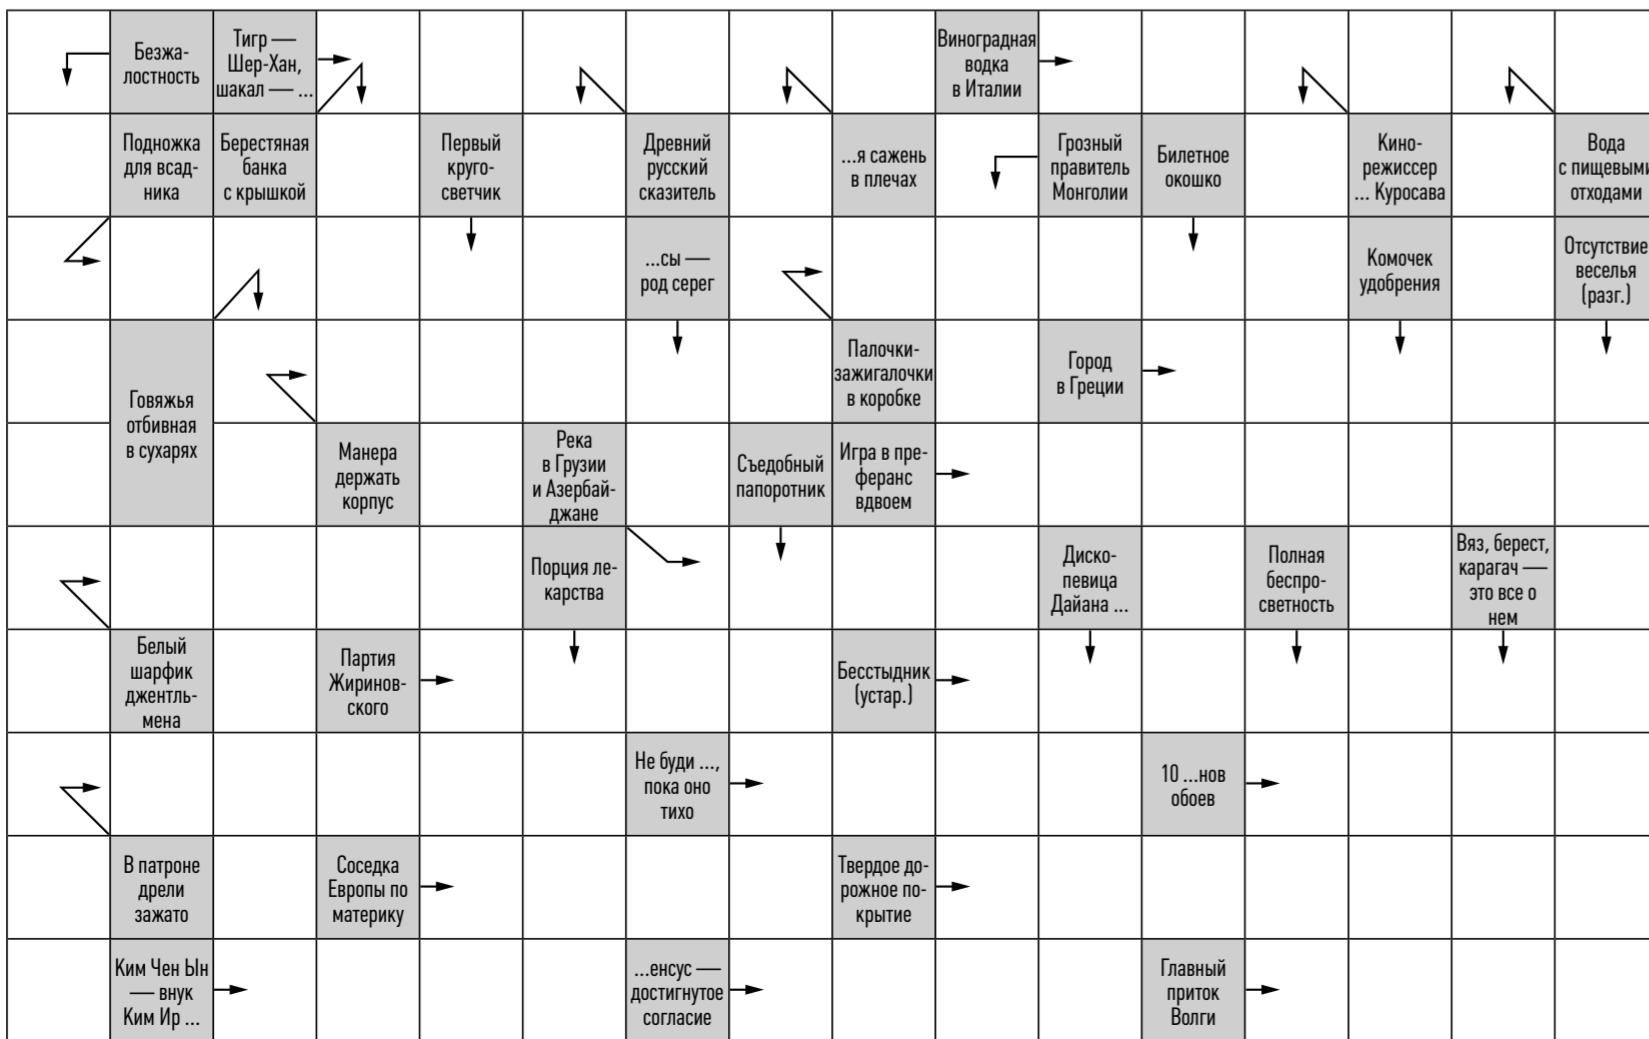 Безжа-
лостность
Тигр —
Шер-Хан,
шакал — ...
Виноградная
водка
в Италии
Подножка
для всад-
ника
Берестяная
банка
с крышкой
Первый
круго-
светчик
Древний
русский
сказитель
...я сажень
в плечах
Грозный
правитель
Монголии
Билетное
окошко
Кино-
режиссер
... Куросава
Вода
с пищевыми
отходами
...сы —
род серег
Комочек
удобрения
Отсутствие
веселья
(разг.)
Говяжья
отбивная
в сухарях
Палочки-
зажигалочки
в коробке
Город
в Греции
Манера
держать
корпус
Река
в Грузии
и Азербай-
джане
Съедобный
папоротник
Игра в пре-
феранс
вдвоем
Порция ле-
карства
Диско-
певица
Дайана ...
Полная
беспро-
светность
Вяз, берест,
карагач —
это все о
нем
Белый
шарфик
джентль-
мена
Партия
Жиринов-
ского
Бесстыдник
(устар.)
Не буди ...,
пока оно
тихо
10 ...нов
обоев
В патроне
дрели
зажато
Соседка
Европы по
материку
Твердое до-
рожное по-
крытие
Ким Чен Ын
— внук
Ким Ир ...
...енсус —
достигнутое
согласие
Главный
приток
Волги